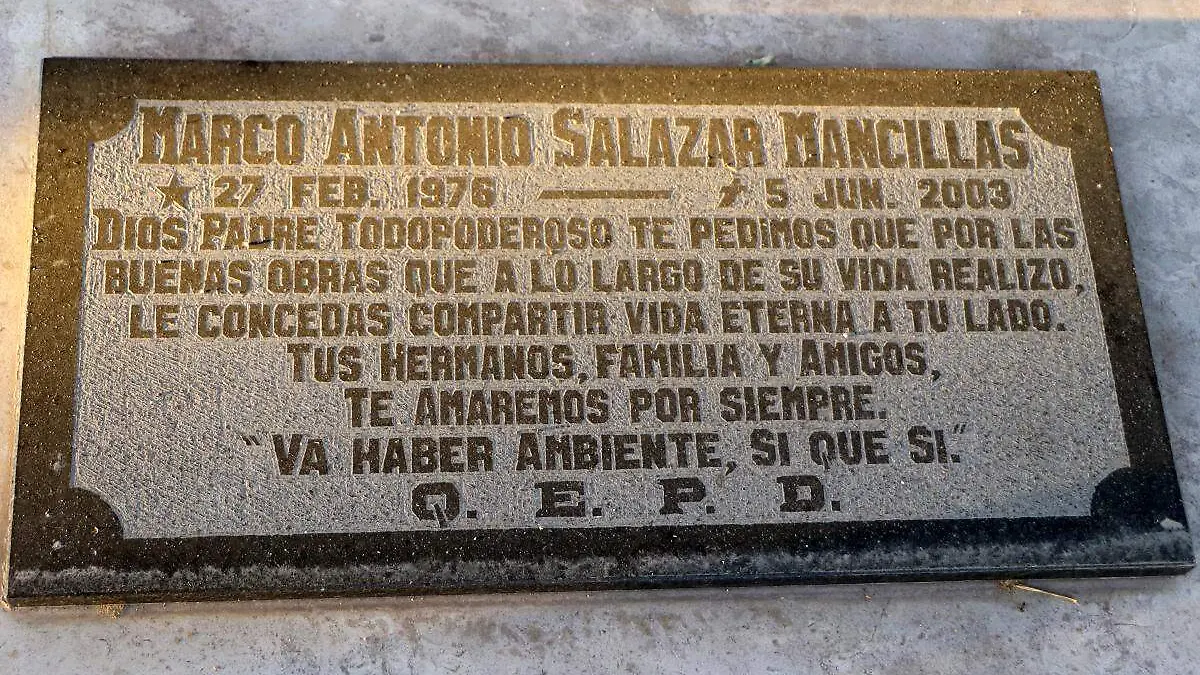 MARCO ANTONIO SALAZAR MANCILLAS
★ 27 FEB. 1976 —— ✝ 5 JUN. 2003
DIOS PADRE TODOPODEROSO TE PEDIMOS QUE POR LAS
BUENAS OBRAS QUE A LO LARGO DE SU VIDA REALIZO,
LE CONCEDAS COMPARTIR VIDA ETERNA A TU LADO.
TUS HERMANOS, FAMILIA Y AMIGOS,
TE AMAREMOS POR SIEMPRE.
"VA HABER AMBIENTE, SI QUE SI."
Q. E. P. D.